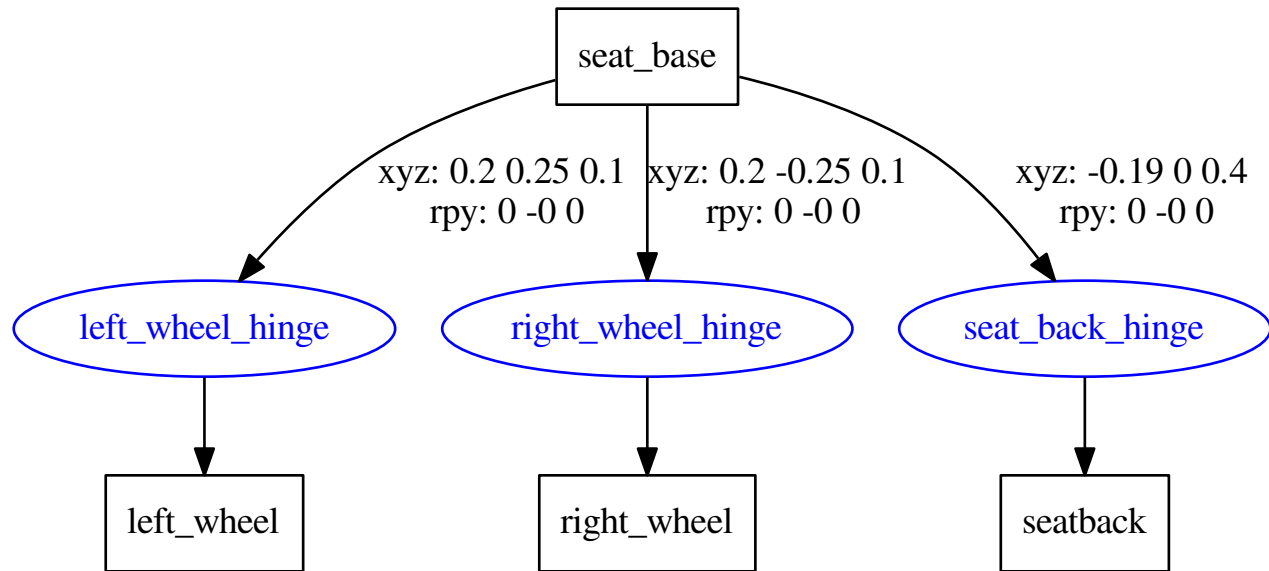 seat_base
xyz: 0.2 0.25 0.1
rpy: 0 -0 0
xyz: 0.2 -0.25 0.1
rpy: 0 -0 0
xyz: -0.19 0 0.4
rpy: 0 -0 0
left_wheel_hinge
right_wheel_hinge
seat_back_hinge
left_wheel
right_wheel
seatback